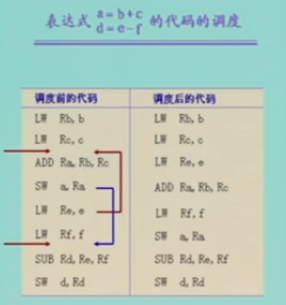 表达式 a=b+c 的代码的调度
d=e-f
调度前的代码 调度后的代码
LW Rb,b LW Rb,b
LW Rc,c LW Rc,c
ADD Ra,Rb,Rc LW Re,e
SW a,Ra ADD Ra,Rb,Rc
LW Re,e LW Rf,f
LW Rf,f SW a,Ra
SUB Rd,Re,Rf SUB Rd,Re,Rf
SW d,Rd SW d,Rd